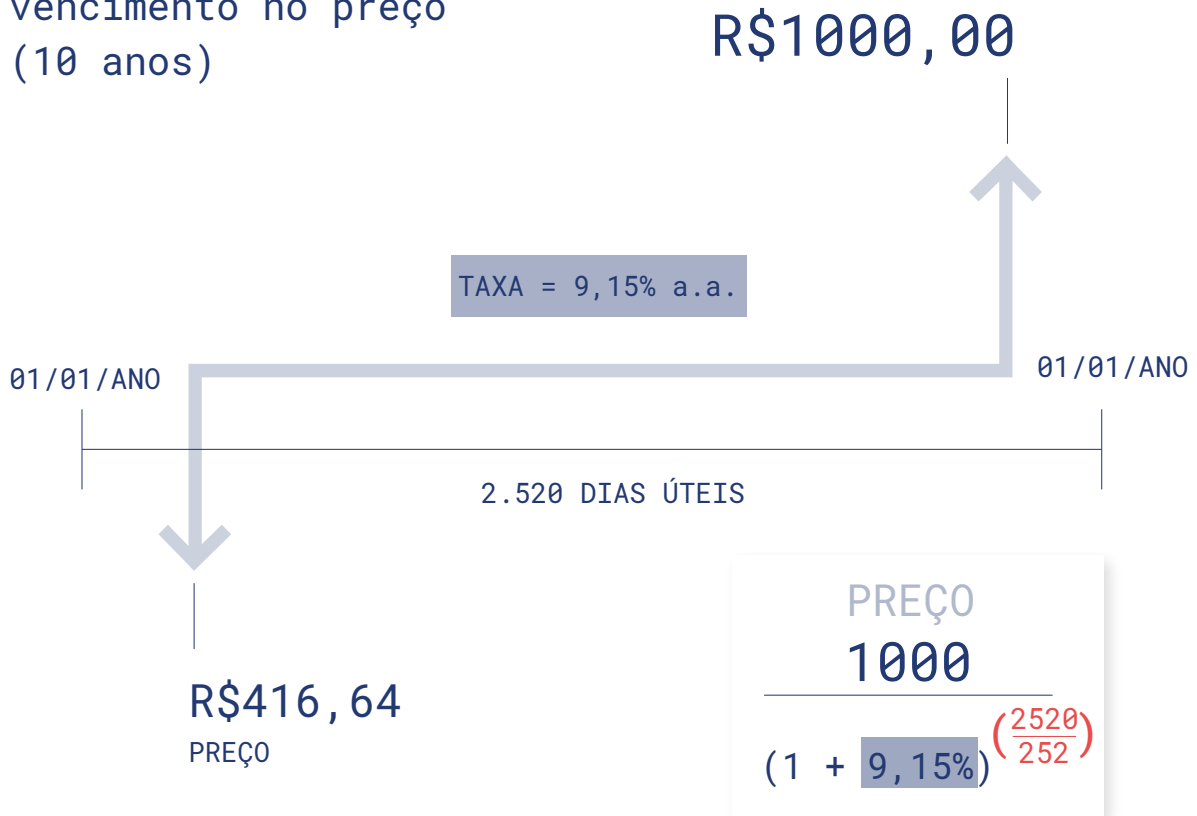 vencimento no preço
(10 anos)
R$1000,00
TAXA = 9,15% a.a.
01/01/ANO
01/01/ANO
2.520 DIAS ÚTEIS
R$416,64
PREÇO
PREÇO
1000
(1 + 9,15%)(2520/252)